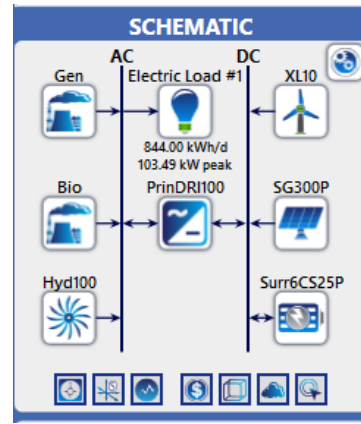 SCHEMATIC
AC DC
Gen Electric Load #1 XL10
844.00 kWh/d
103.49 kW peak
Bio PrinDRI100 SG300P
Hyd100 Surr6CS25P